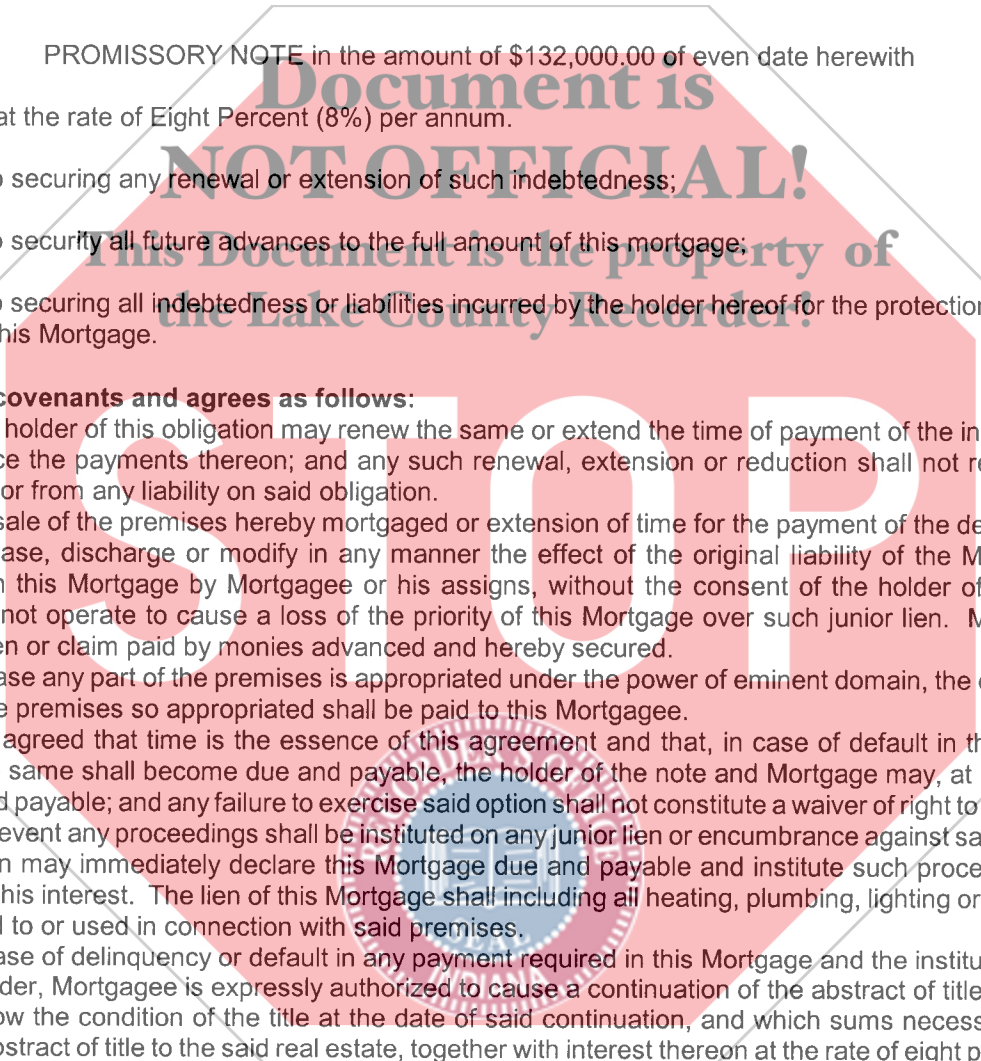 PROMISSORY NOTE in the amount of $132,000.00 of even date herewith
Document is
at the rate of Eight Percent (8%) per annum.
NOT OFFICIAL!
securing any renewal or extension of such indebtedness;
This Document is the property of
security all future advances to the full amount of this mortgage;
the Lake County Recorder!
securing all indebtedness or liabilities incurred by the holder hereof for the protection
his Mortgage.
covenants and agrees as follows:
holder of this obligation may renew the same or extend the time of payment of the in
ce the payments thereon; and any such renewal, extension or reduction shall not re
or from any liability on said obligation.
STOP
sale of the premises hereby mortgaged or extension of time for the payment of the de
ase, discharge or modify in any manner the effect of the original liability of the M
n this Mortgage by Mortgagee or his assigns, without the consent of the holder of
not operate to cause a loss of the priority of this Mortgage over such junior lien. M
en or claim paid by monies advanced and hereby secured.
ase any part of the premises is appropriated under the power of eminent domain, the
e premises so appropriated shall be paid to this Mortgagee.
agreed that time is the essence of this agreement and that, in case of default in th
same shall become due and payable, the holder of the note and Mortgage may, at
d payable; and any failure to exercise said option shall not constitute a waiver of right to
event any proceedings shall be instituted on any junior lien or encumbrance against sa
n may immediately declare this Mortgage due and payable and institute such proce
his interest. The lien of this Mortgage shall including all heating, plumbing, lighting or
d to or used in connection with said premises.
ase of delinquency or default in any payment required in this Mortgage and the institu
der, Mortgagee is expressly authorized to cause a continuation of the abstract of title
ow the condition of the title at the date of said continuation, and which sums necess
bstract of title to the said real estate, together with interest thereon at the rate of eight p
RECORDER'S OFFICE
SEAL
INDIANA